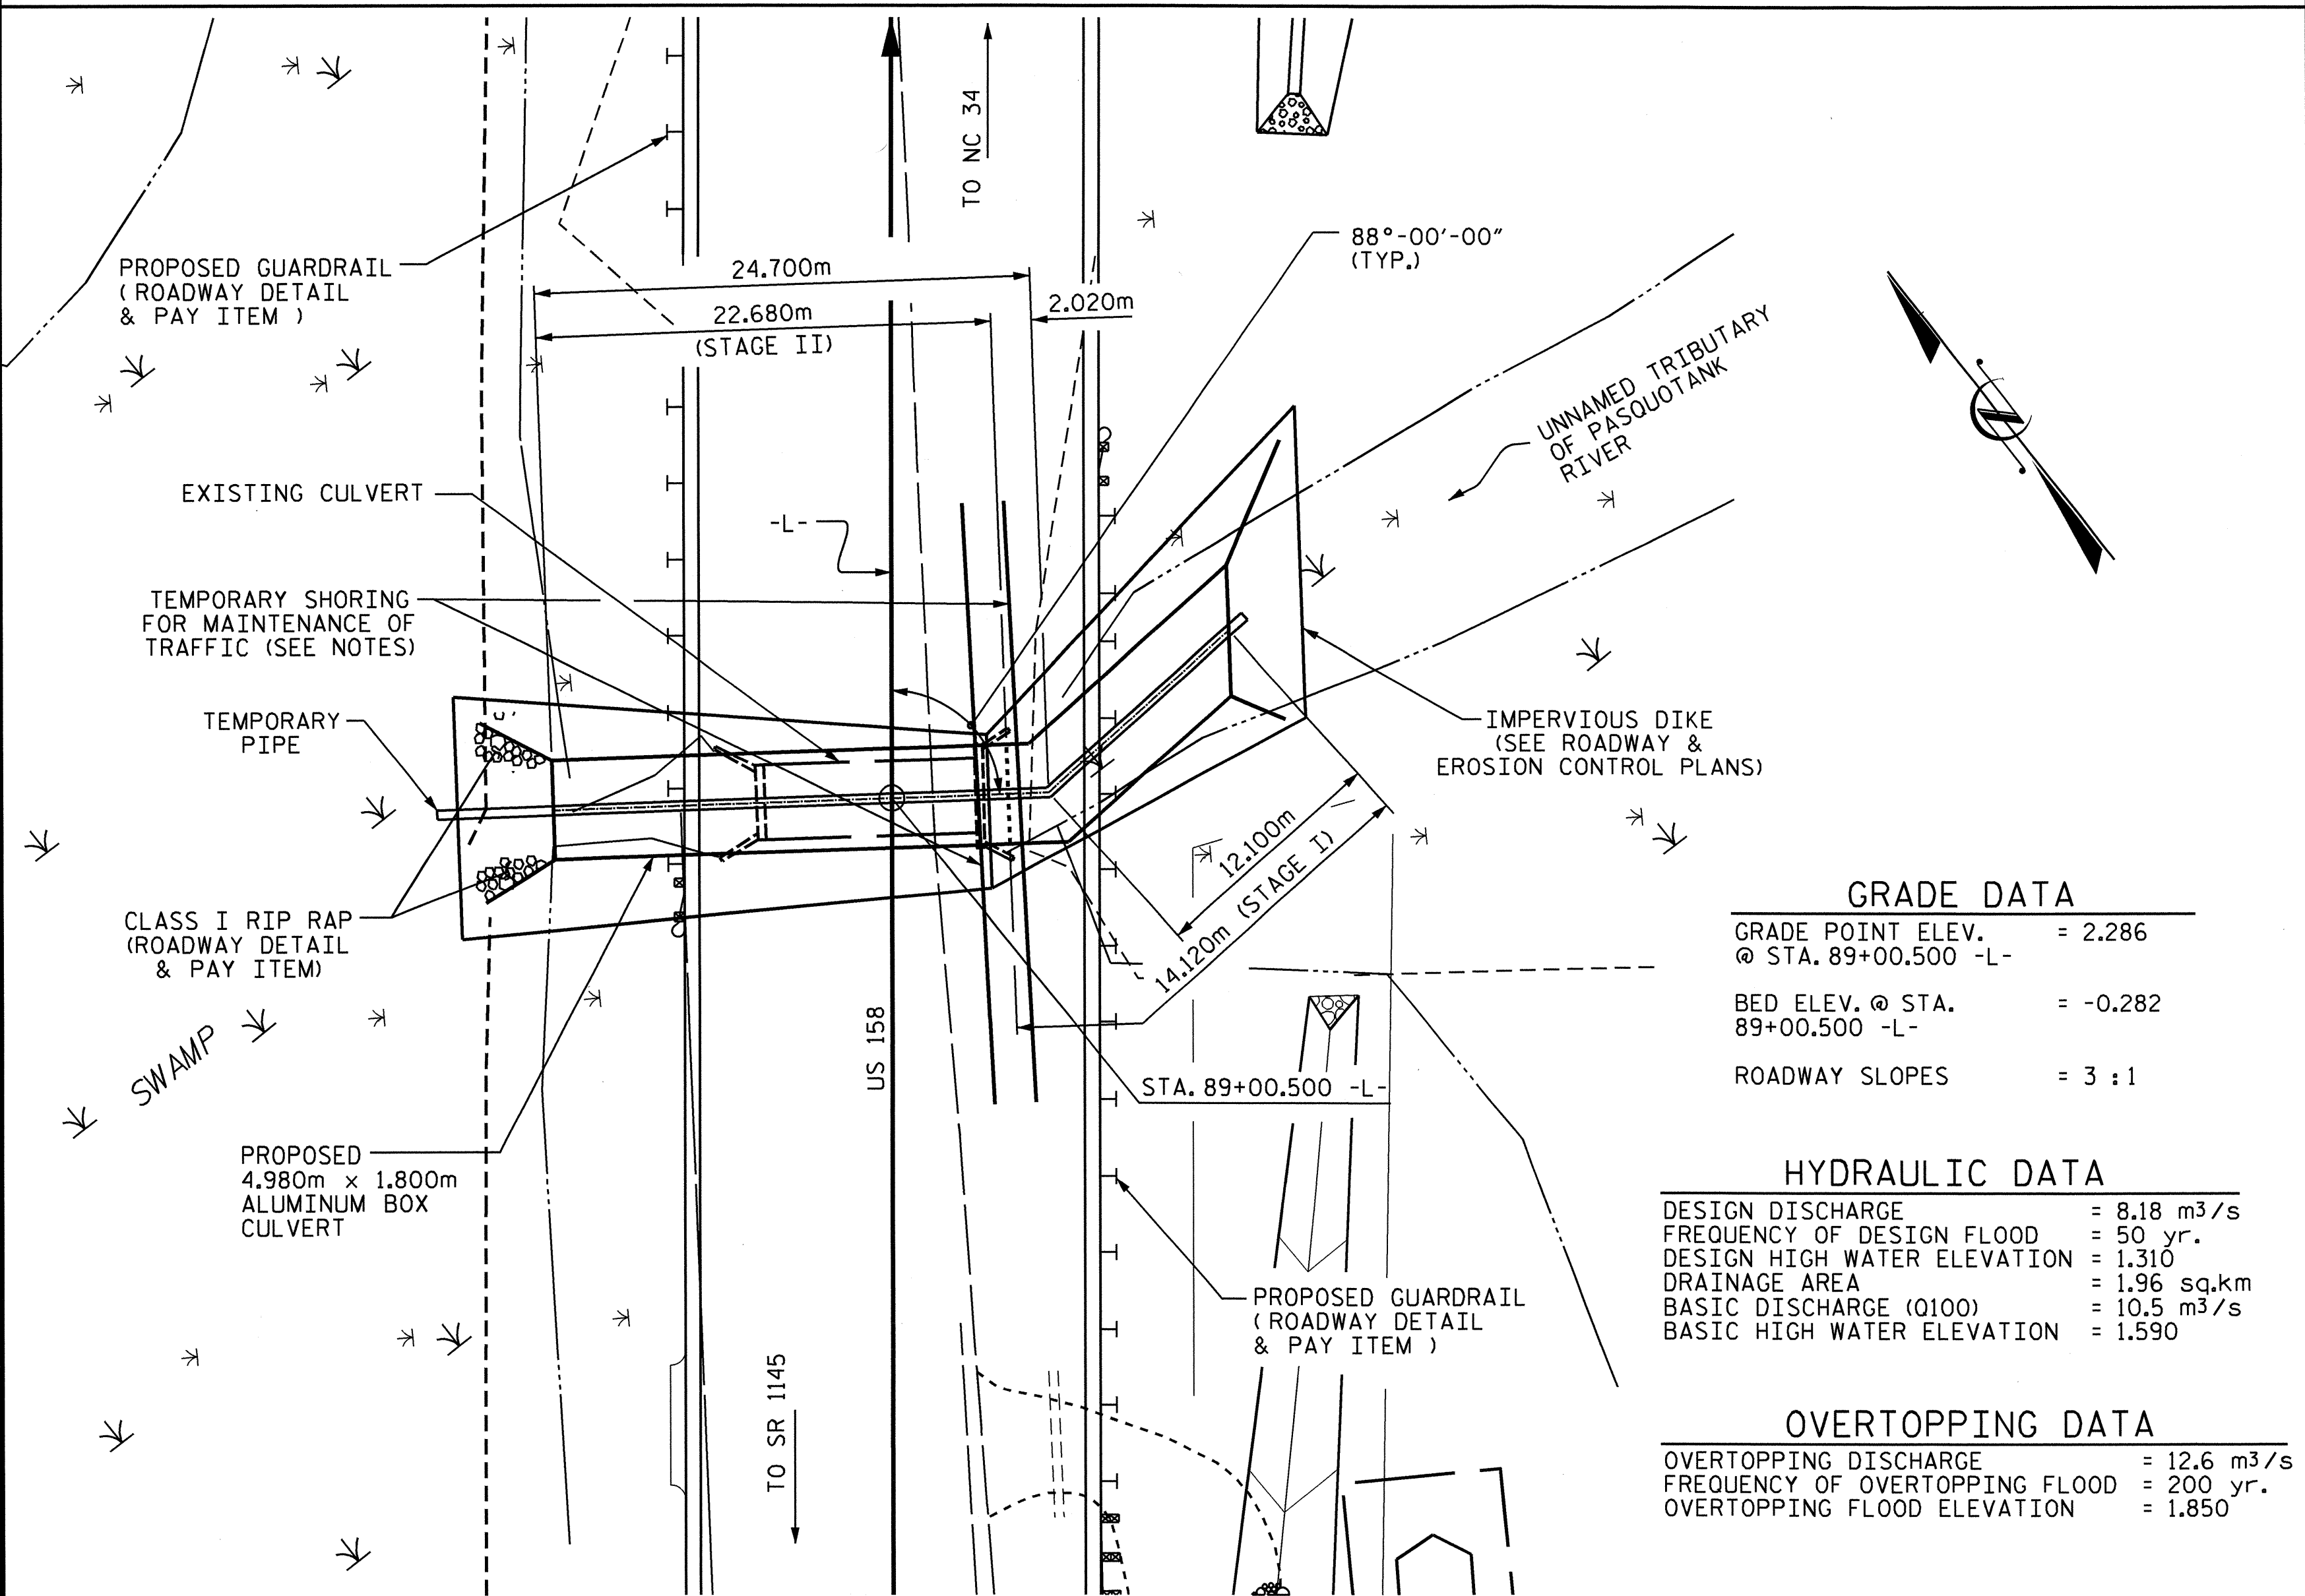 TO NC 34
88°-00'-00"
(TYP.)
PROPOSED GUARDRAIL
( ROADWAY DETAIL
& PAY ITEM )
24.700m
22.680m
(STAGE II)
2.020m
UNNAMED TRIBUTARY
OF PASQUOTANK
RIVER
EXISTING CULVERT
-L-
TEMPORARY SHORING
FOR MAINTENANCE OF
TRAFFIC (SEE NOTES)
TEMPORARY
PIPE
IMPERVIOUS DIKE
(SEE ROADWAY &
EROSION CONTROL PLANS)
12.100m
14.120m (STAGE I)
CLASS I RIP RAP
(ROADWAY DETAIL
& PAY ITEM)
SWAMP
US 158
STA. 89+00.500 -L-
PROPOSED
4.980m x 1.800m
ALUMINUM BOX
CULVERT
PROPOSED GUARDRAIL
( ROADWAY DETAIL
& PAY ITEM )
TO SR 1145
GRADE DATA
GRADE POINT ELEV. = 2.286
@ STA. 89+00.500 -L-
BED ELEV. @ STA. = -0.282
89+00.500 -L-
ROADWAY SLOPES = 3 : 1
HYDRAULIC DATA
DESIGN DISCHARGE = 8.18 m3/s
FREQUENCY OF DESIGN FLOOD = 50 yr.
DESIGN HIGH WATER ELEVATION = 1.310
DRAINAGE AREA = 1.96 sq.km
BASIC DISCHARGE (Q100) = 10.5 m3/s
BASIC HIGH WATER ELEVATION = 1.590
OVERTOPPING DATA
OVERTOPPING DISCHARGE = 12.6 m3/s
FREQUENCY OF OVERTOPPING FLOOD = 200 yr.
OVERTOPPING FLOOD ELEVATION = 1.850